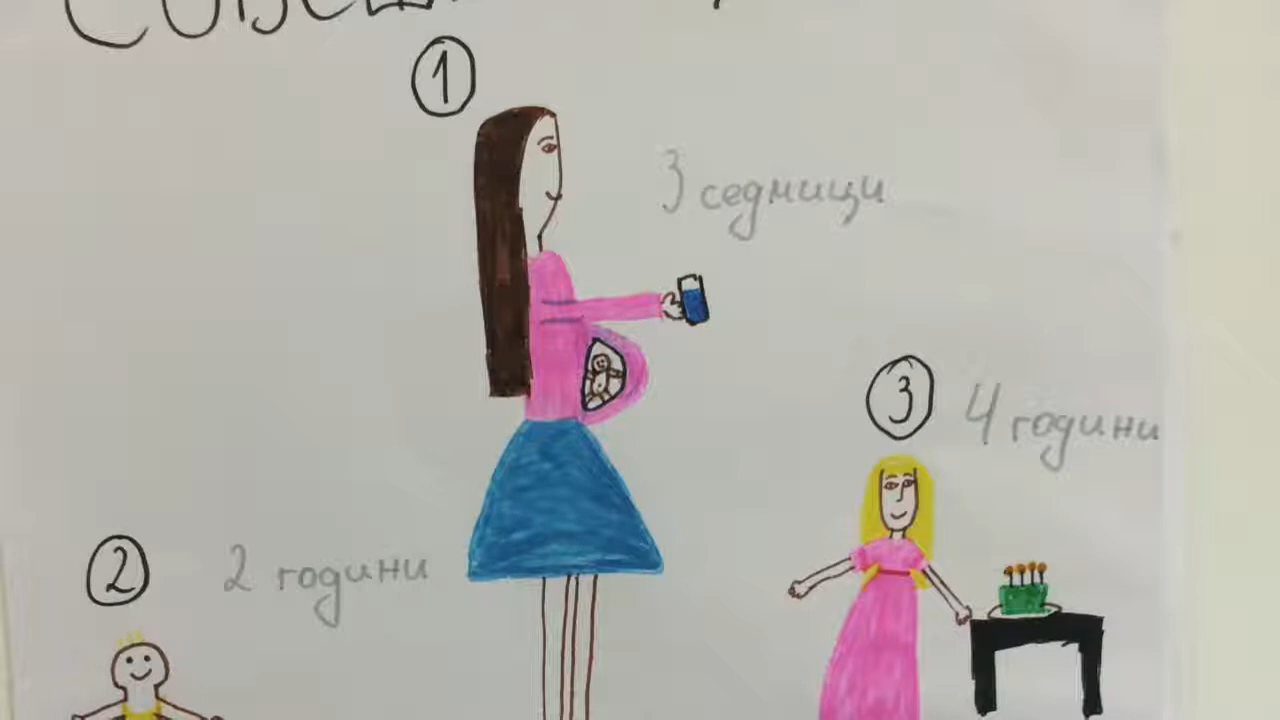 1
3 седмици
3
4 години
2
2 години